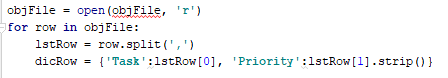 objFile = open(objFile, 'r')
for row in objFile:
    lstRow = row.split(',')
    dicRow = {'Task':lstRow[0], 'Priority':lstRow[1].strip()}